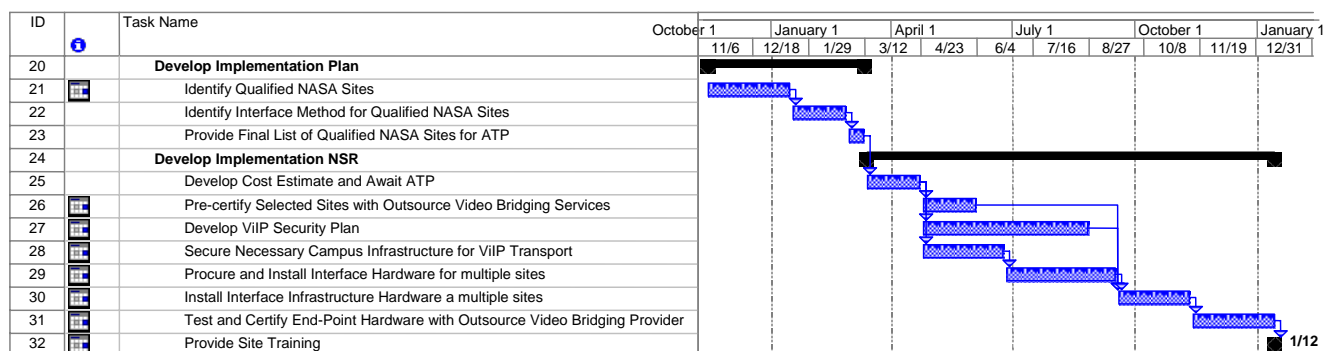 ID Task Name
October 1 January 1 April 1 July 1 October 1 January 1
11/6 12/18 1/29 3/12 4/23 6/4 7/16 8/27 10/8 11/19 12/31
20 Develop Implementation Plan
21 Identify Qualified NASA Sites
22 Identify Interface Method for Qualified NASA Sites
23 Provide Final List of Qualified NASA Sites for ATP
24 Develop Implementation NSR
25 Develop Cost Estimate and Await ATP
26 Pre-certify Selected Sites with Outsource Video Bridging Services
27 Develop ViIP Security Plan
28 Secure Necessary Campus Infrastructure for ViIP Transport
29 Procure and Install Interface Hardware for multiple sites
30 Install Interface Infrastructure Hardware a multiple sites
31 Test and Certify End-Point Hardware with Outsource Video Bridging Provider
32 Provide Site Training 1/12